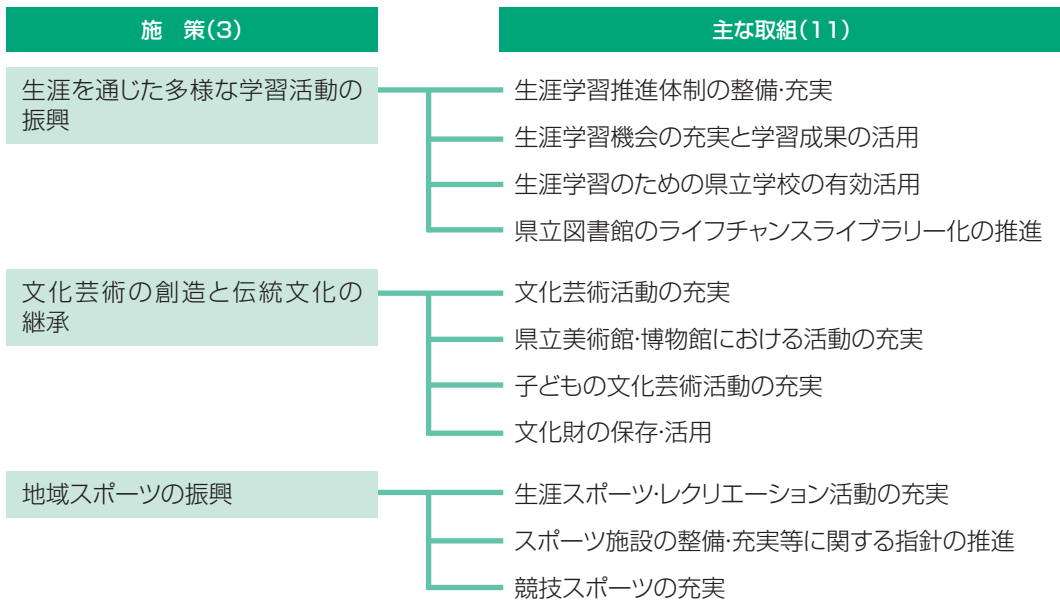 施 策(3)
主な取組(11)
生涯を通じた多様な学習活動の
振興
生涯学習推進体制の整備・充実
生涯学習機会の充実と学習成果の活用
生涯学習のための県立学校の有効活用
県立図書館のライフチャンスライブラリー化の推進
文化芸術の創造と伝統文化の
継承
文化芸術活動の充実
県立美術館・博物館における活動の充実
子どもの文化芸術活動の充実
文化財の保存・活用
地域スポーツの振興
生涯スポーツ・レクリエーション活動の充実
スポーツ施設の整備・充実等に関する指針の推進
競技スポーツの充実